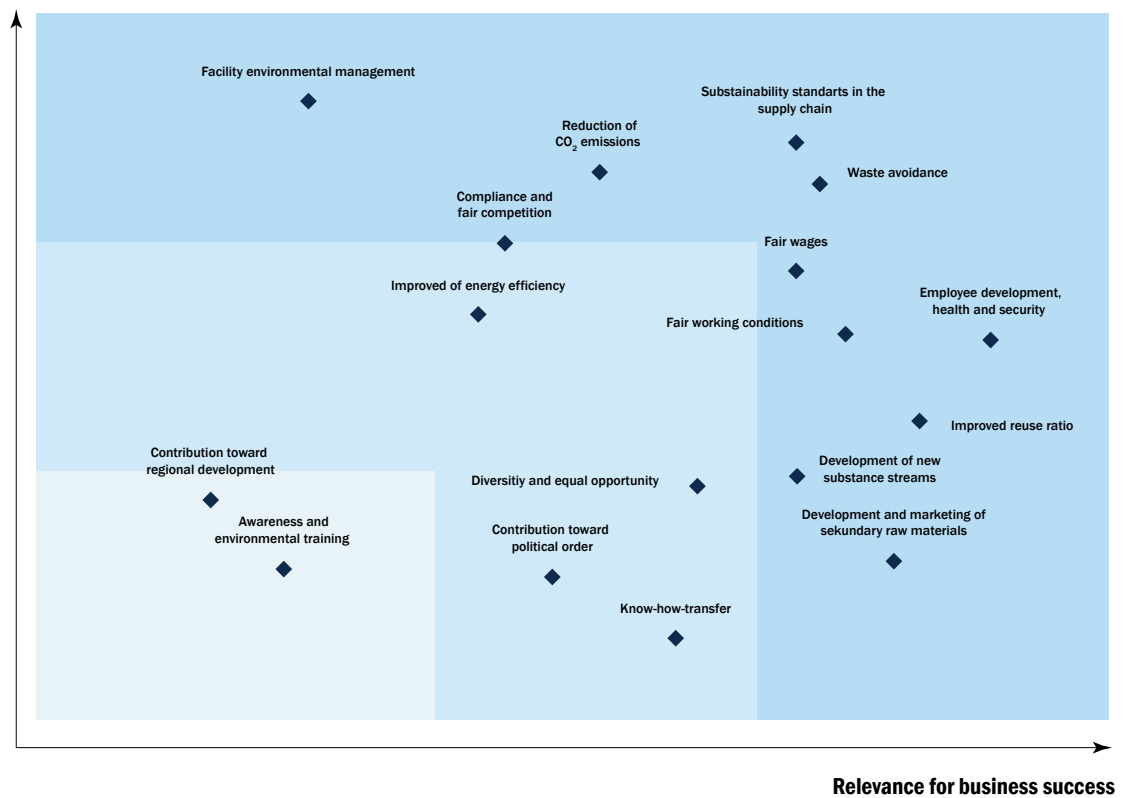 Facility environmental management
Substainability standarts in the
supply chain
Reduction of
CO2 emissions
Waste avoidance
Compliance and
fair competition
Fair wages
Improved of energy efficiency
Employee development,
health and security
Fair working conditions
Improved reuse ratio
Contribution toward
regional development
Development of new
substance streams
Diversitiy and equal opportunity
Awareness and
environmental training
Development and marketing of
sekundary raw materials
Contribution toward
political order
Know-how-transfer
Relevance for business success